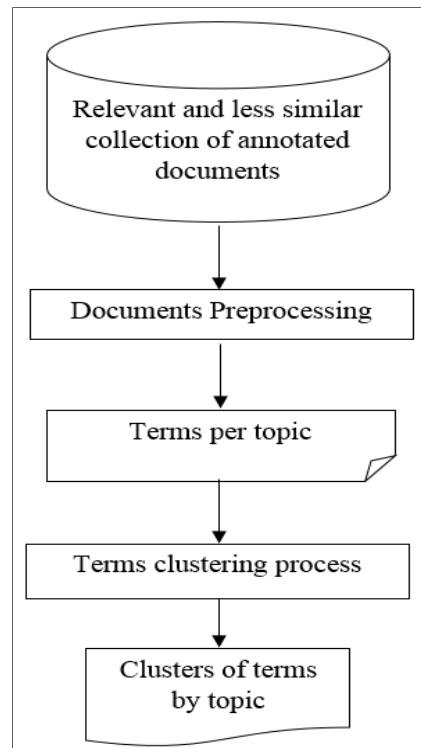 Relevant and less similar
collection of annotated
documents
Documents Preprocessing
Terms per topic
Terms clustering process
Clusters of terms
by topic